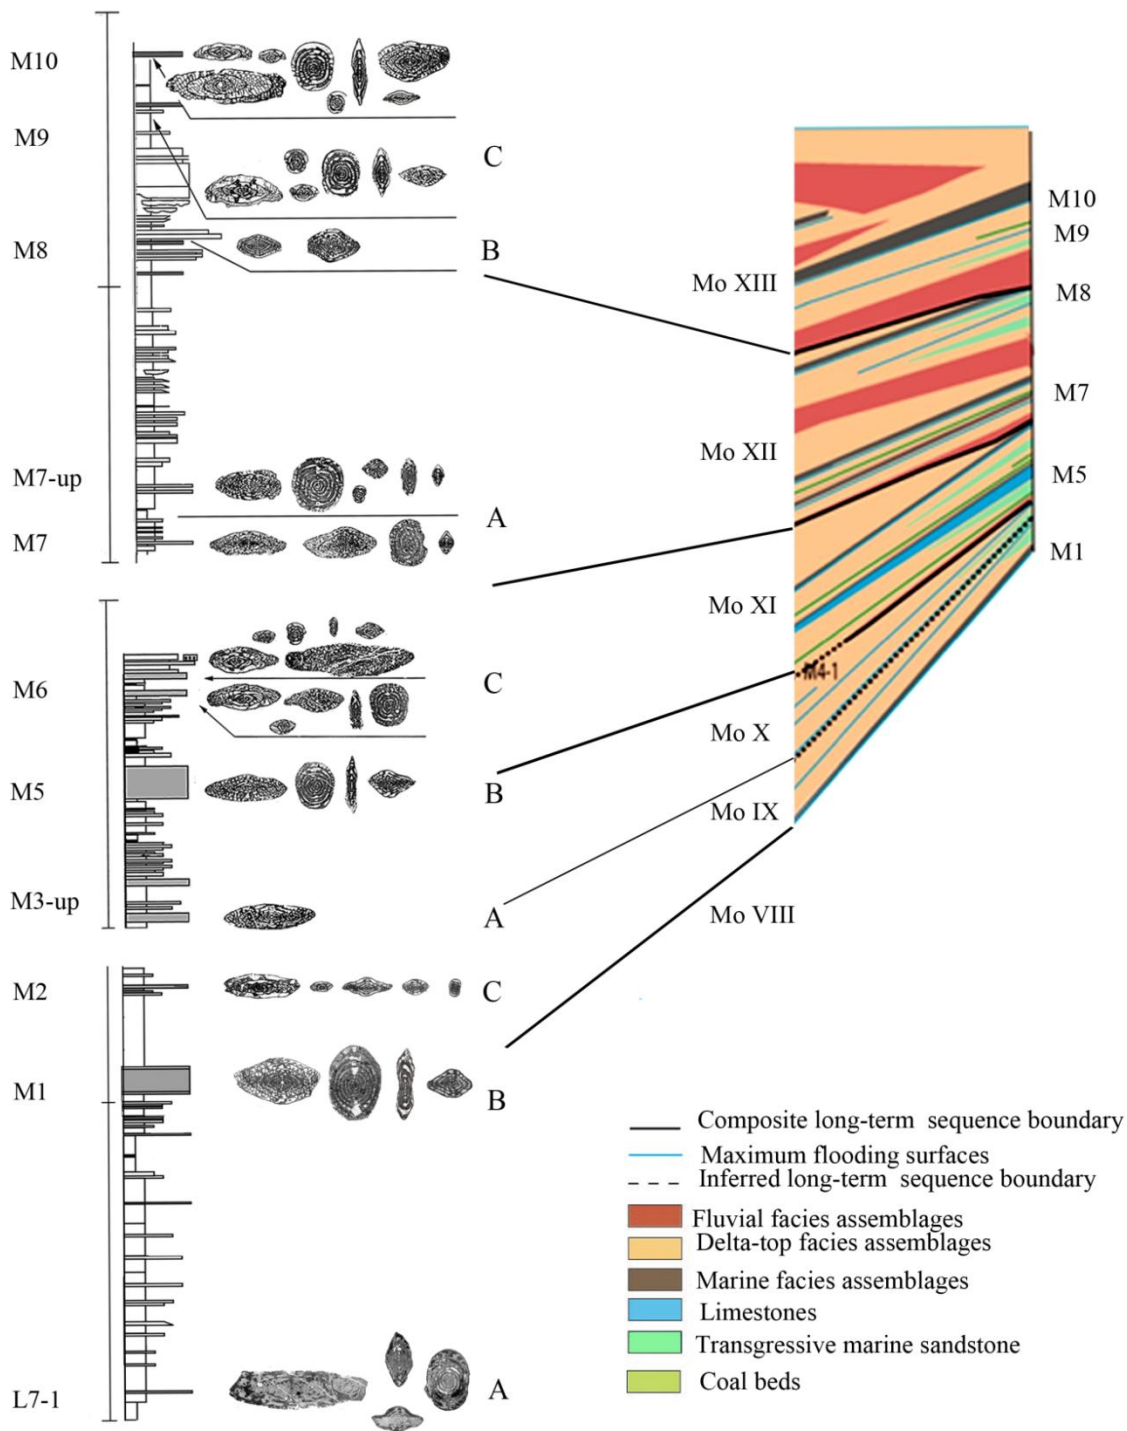 M10
M9
C
M8
B
M7-up
A
M7
M6
C
M5
B
M3-up
A
M2
C
M1
B
L7-1
A
Mo XIII
Mo XII
Mo XI
Mo X
Mo IX
Mo VIII
M4-1
M10
M9
M8
M7
M5
M1
Composite long-term sequence boundary
Maximum flooding surfaces
Inferred long-term sequence boundary
Fluvial facies assemblages
Delta-top facies assemblages
Marine facies assemblages
Limestones
Transgressive marine sandstone
Coal beds